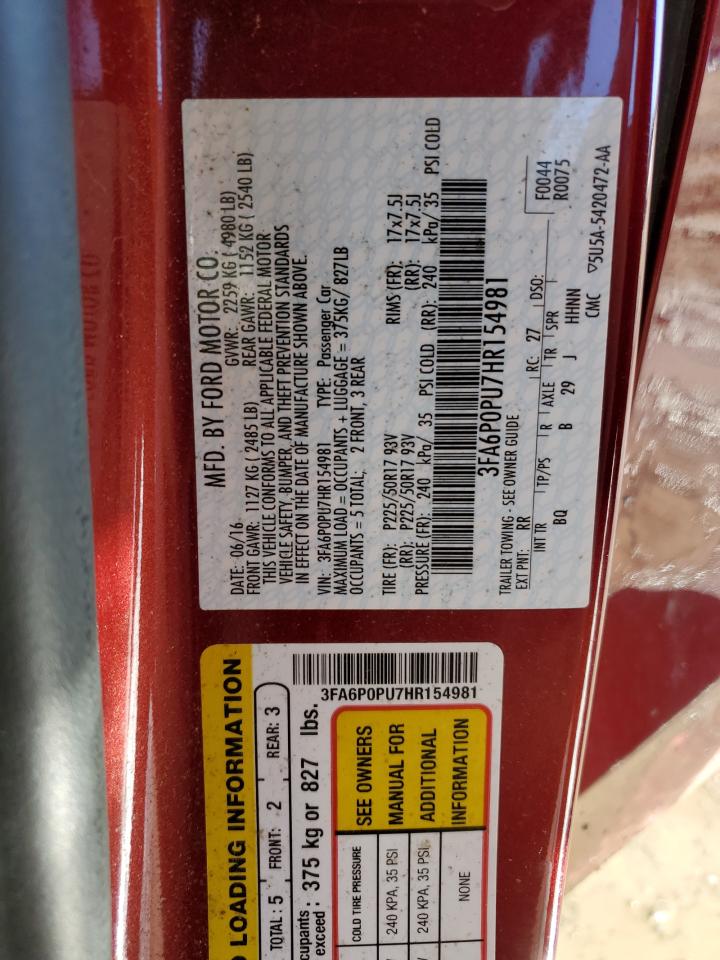 MFD. BY FORD MOTOR CO.
DATE: 06/16 GVWR: 2259 KG ( 4980 LB)
FRONT GAWR: 1127 KG ( 2485 LB) REAR GAWR: 1152 KG ( 2540 LB)
THIS VEHICLE CONFORMS TO ALL APPLICABLE FEDERAL MOTOR
VEHICLE SAFETY, BUMPER, AND THEFT PREVENTION STANDARDS
IN EFFECT ON THE DATE OF MANUFACTURE SHOWN ABOVE.
VIN: 3FA6P0PU7HR154981 TYPE: Passenger Car
MAXIMUM LOAD = OCCUPANTS + LUGGAGE = 375KG/ 827LB
OCCUPANTS = 5 TOTAL; 2 FRONT, 3 REAR
TIRE (FR): P225/50R17 93V RIMS (FR): 17x7.5J
(RR): P225/50R17 93V (RR): 17x7.5J
PRESSURE (FR): 240 kPa/ 35 PSI COLD (RR): 240 kPa/ 35 PSI COLD
3FA6P0PU7HR154981
TRAILER TOWING - SEE OWNER GUIDE
EXT PNT: RR RC: 27 DSO: F0044
R0075
INT TR TP/PS R AXLE TR SPR
BQ B 29 J HHNN
CMC ▽5U5A-5420472-AA
LOADING INFORMATION
TOTAL: 5 FRONT: 2 REAR: 3
exceed : 375 kg or 827 lbs.
3FA6P0PU7HR154981
COLD TIRE PRESSURE
240 KPA, 35 PSI
240 KPA, 35 PSI
NONE
SEE OWNERS
MANUAL FOR
ADDITIONAL
INFORMATION